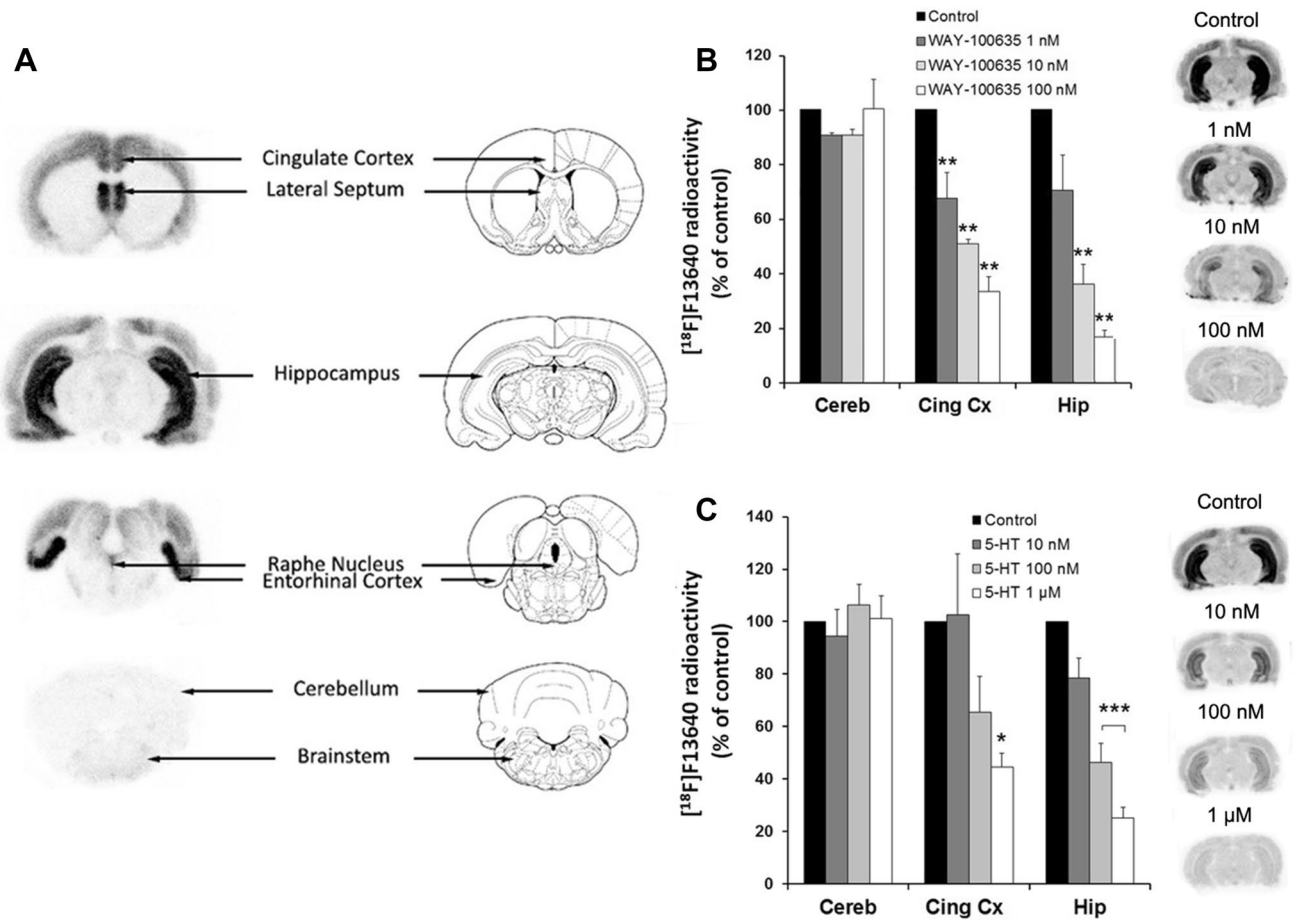 A
Cingulate Cortex
Lateral Septum
Hippocampus
Raphe Nucleus
Entorhinal Cortex
Cerebellum
Brainstem
B
[¹⁸F]F13640 radioactivity
(% of control)
120
100
80
60
40
20
0
Control
WAY-100635 1 nM
WAY-100635 10 nM
WAY-100635 100 nM
**
**
**
**
**
Cereb
Cing Cx
Hip
Control
1 nM
10 nM
100 nM
C
[¹⁸F]F13640 radioactivity
(% of control)
140
120
100
80
60
40
20
0
Control
5-HT 10 nM
5-HT 100 nM
5-HT 1 µM
*
***
Cereb
Cing Cx
Hip
Control
10 nM
100 nM
1 µM